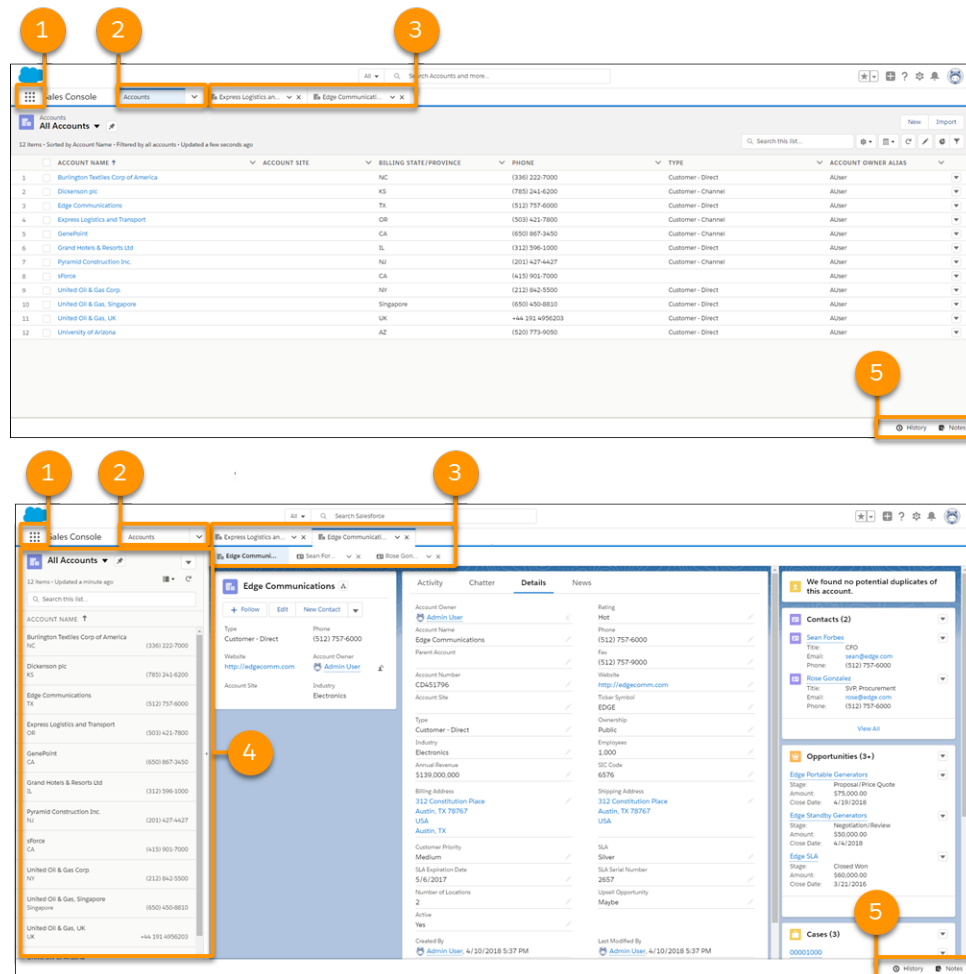 1 2 3
All Search Accounts and more...
Sales Console Accounts Express Logistics an... Edge Communicati...
Accounts
All Accounts
New Import
12 Items • Sorted by Account Name • Filtered by all accounts • Updated a few seconds ago Search this list...
ACCOUNT NAME ↑ ACCOUNT SITE BILLING STATE/PROVINCE PHONE TYPE ACCOUNT OWNER ALIAS
1 Burlington Textiles Corp of America NC (336) 222-7000 Customer - Direct AUser
2 Dickenson plc KS (785) 241-6200 Customer - Channel AUser
3 Edge Communications TX (512) 757-6000 Customer - Direct AUser
4 Express Logistics and Transport OR (503) 421-7800 Customer - Channel AUser
5 GenePoint CA (650) 867-3450 Customer - Channel AUser
6 Grand Hotels & Resorts Ltd IL (312) 596-1000 Customer - Direct AUser
7 Pyramid Construction Inc. NJ (201) 427-4427 Customer - Channel AUser
8 sForce CA (415) 901-7000 AUser
9 United Oil & Gas Corp. NY (212) 842-5500 Customer - Direct AUser
10 United Oil & Gas, Singapore Singapore (650) 450-8810 Customer - Direct AUser
11 United Oil & Gas, UK UK +44 191 4956203 Customer - Direct AUser
12 University of Arizona AZ (520) 773-9050 Customer - Direct AUser
5
History Notes
1 2 3
All Search Salesforce
Sales Console Accounts Express Logistics an... Edge Communicati...
Edge Communi... Sean For... Rose Gon...
All Accounts
12 Items • Updated a minute ago
Search this list...
ACCOUNT NAME ↑
Burlington Textiles Corp of America
NC (336) 222-7000
Dickenson plc
KS (785) 241-6200
Edge Communications
TX (512) 757-6000
Express Logistics and Transport
OR (503) 421-7800
GenePoint
CA (650) 867-3450
Grand Hotels & Resorts Ltd
IL (312) 596-1000
Pyramid Construction Inc.
NJ (201) 427-4427
sForce
CA (415) 901-7000
United Oil & Gas Corp.
NY (212) 842-5500
United Oil & Gas, Singapore
Singapore (650) 450-8810
United Oil & Gas, UK
UK +44 191 4956203
4
Edge Communications
+ Follow Edit New Contact
Type Phone
Customer - Direct (512) 757-6000
Website Account Owner
http://edgecomm.com Admin User
Account Site Industry
Electronics
Activity Chatter Details News
Account Owner Rating
Admin User Hot
Account Name Phone
Edge Communications (512) 757-6000
Parent Account Fax
(512) 757-9000
Account Number Website
CD451796 http://edgecomm.com
Account Site Ticker Symbol
EDGE
Type Ownership
Customer - Direct Public
Industry Employees
Electronics 1,000
Annual Revenue SIC Code
$139,000,000 6576
Billing Address Shipping Address
312 Constitution Place 312 Constitution Place
Austin, TX 78767 Austin, TX 78767
USA USA
Austin, TX
Customer Priority SLA
Medium Silver
SLA Expiration Date SLA Serial Number
5/6/2017 2657
Number of Locations Upsell Opportunity
2 Maybe
Active
Yes
Created By Last Modified By
Admin User, 4/10/2018 5:37 PM Admin User, 4/10/2018 5:37 PM
We found no potential duplicates of
this account.
Contacts (2)
Sean Forbes
Title: CFO
Email: sean@edge.com
Phone: (512) 757-6000
Rose Gonzalez
Title: SVP, Procurement
Email: rose@edge.com
Phone: (512) 757-6000
View All
Opportunities (3+)
Edge Portable Generators
Stage: Proposal/Price Quote
Amount: $75,000.00
Close Date: 4/19/2018
Edge Standby Generators
Stage: Negotiation/Review
Amount: $50,000.00
Close Date: 4/4/2018
Edge SLA
Stage: Closed Won
Amount: $60,000.00
Close Date: 3/21/2016
5
Cases (3)
00001000
History Notes